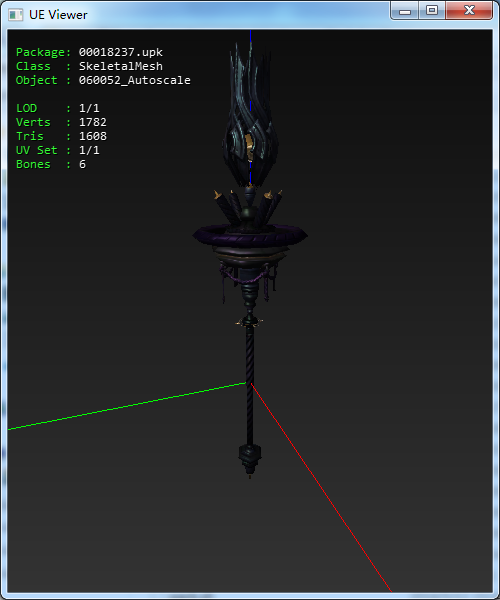 UE Viewer
Package: 00018237.upk
Class  : SkeletalMesh
Object : 060052_Autoscale
LOD    : 1/1
Verts  : 1782
Tris   : 1608
UV Set : 1/1
Bones  : 6